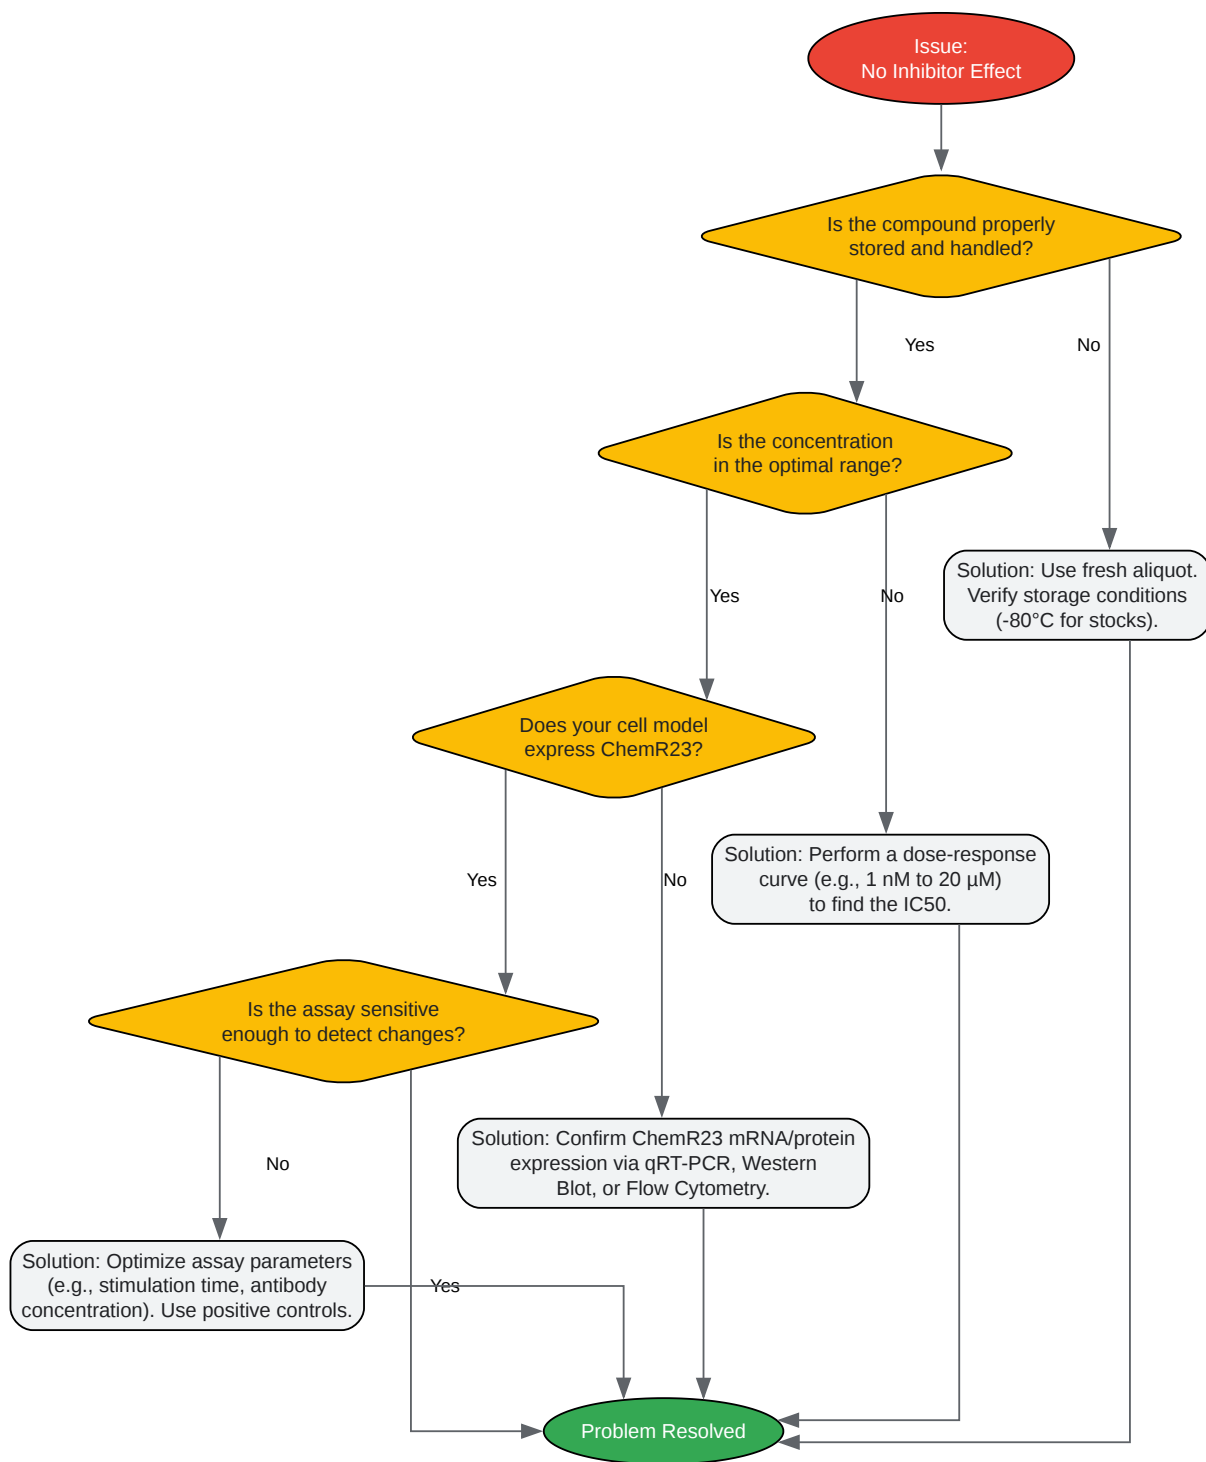 Issue:
No Inhibitor Effect
Is the compound properly
stored and handled?
Yes
No
Is the concentration
in the optimal range?
Solution: Use fresh aliquot.
Verify storage conditions
(-80°C for stocks).
Yes
No
Does your cell model
express ChemR23?
Solution: Perform a dose-response
curve (e.g., 1 nM to 20 µM)
to find the IC50.
Yes
No
Is the assay sensitive
enough to detect changes?
Solution: Confirm ChemR23 mRNA/protein
expression via qRT-PCR, Western
Blot, or Flow Cytometry.
No
Solution: Optimize assay parameters
(e.g., stimulation time, antibody
concentration). Use positive controls.
Yes
Problem Resolved